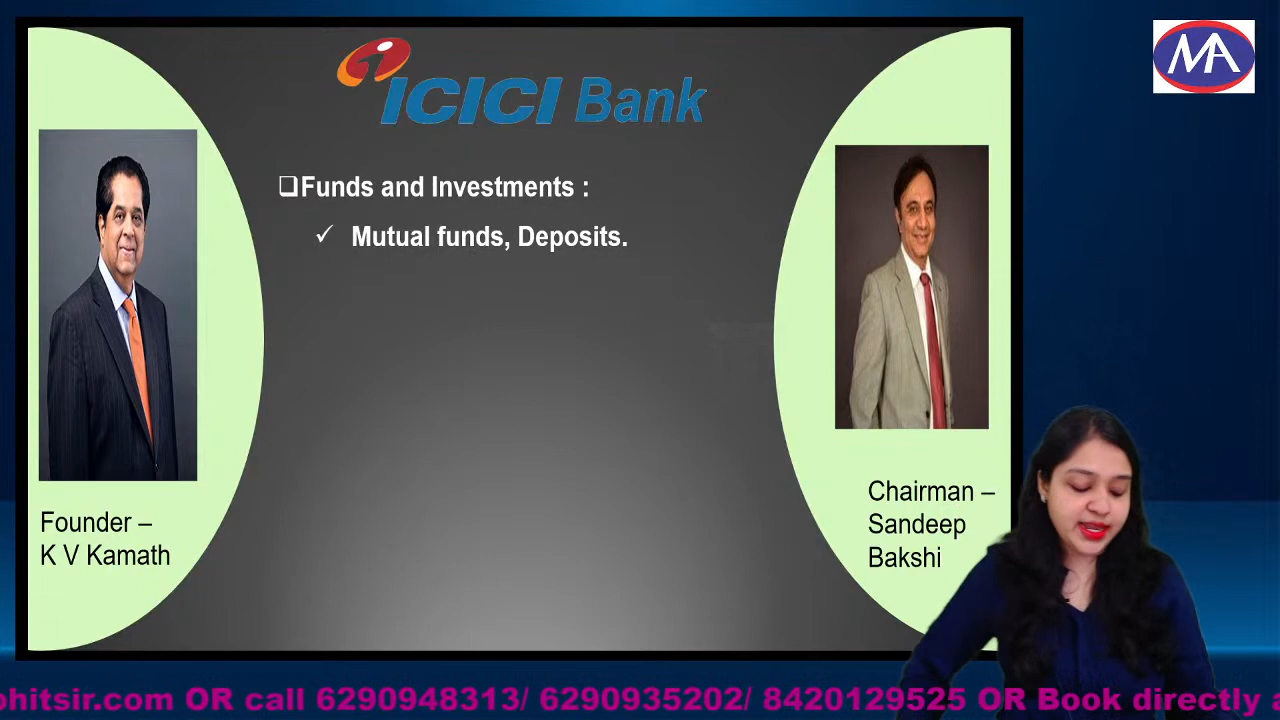 MA
ICICI Bank
❑Funds and Investments :
✓ Mutual funds, Deposits.
Founder –
K V Kamath
Chairman –
Sandeep
Bakshi
ohitsir.com OR call 6290948313/ 6290935202/ 8420129525 OR Book directly a